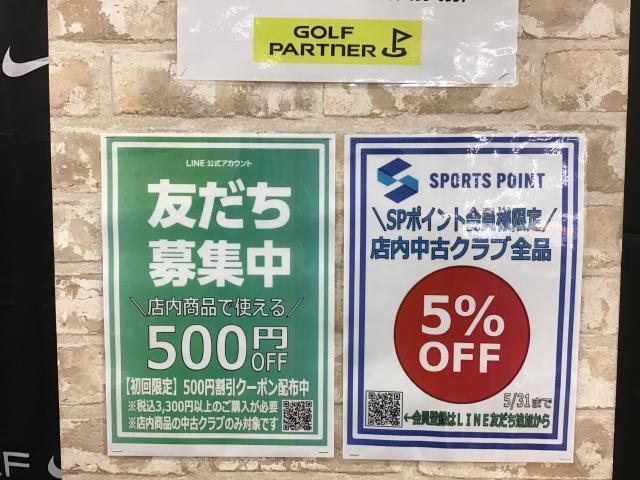 GOLF
PARTNER
LINE 公式アカウント
友だち
募集中
＼店内商品で使える／
500円
OFF
【初回限定】500円割引クーポン配布中
※税込3,300円以上のご購入が必要
※店内商品の中古クラブのみ対象です
SPORTS POINT
＼SPポイント会員様限定／
店内中古クラブ全品
5%
OFF
5/31まで
←会員登録はLINE友だち追加から